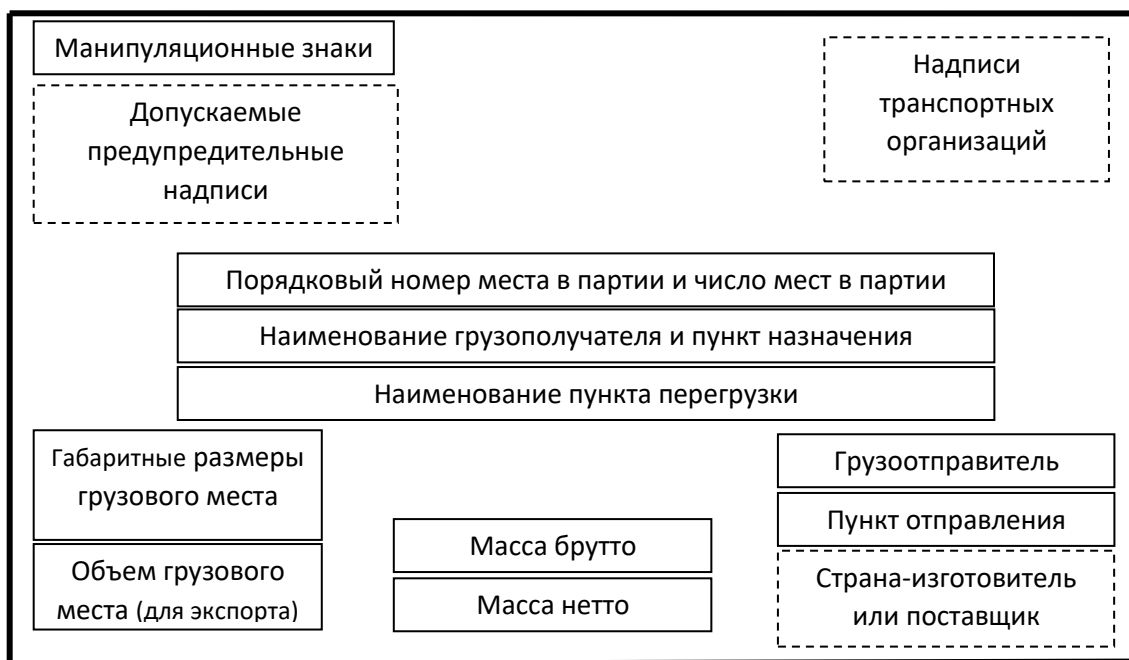 Манипуляционные знаки
Допускаемые
предупредительные
надписи
Надписи
транспортных
организаций
Порядковый номер места в партии и число мест в партии
Наименование грузополучателя и пункт назначения
Наименование пункта перегрузки
Габаритные размеры
грузового места
Объем грузового
места (для экспорта)
Масса брутто
Масса нетто
Грузоотправитель
Пункт отправления
Страна-изготовитель
или поставщик